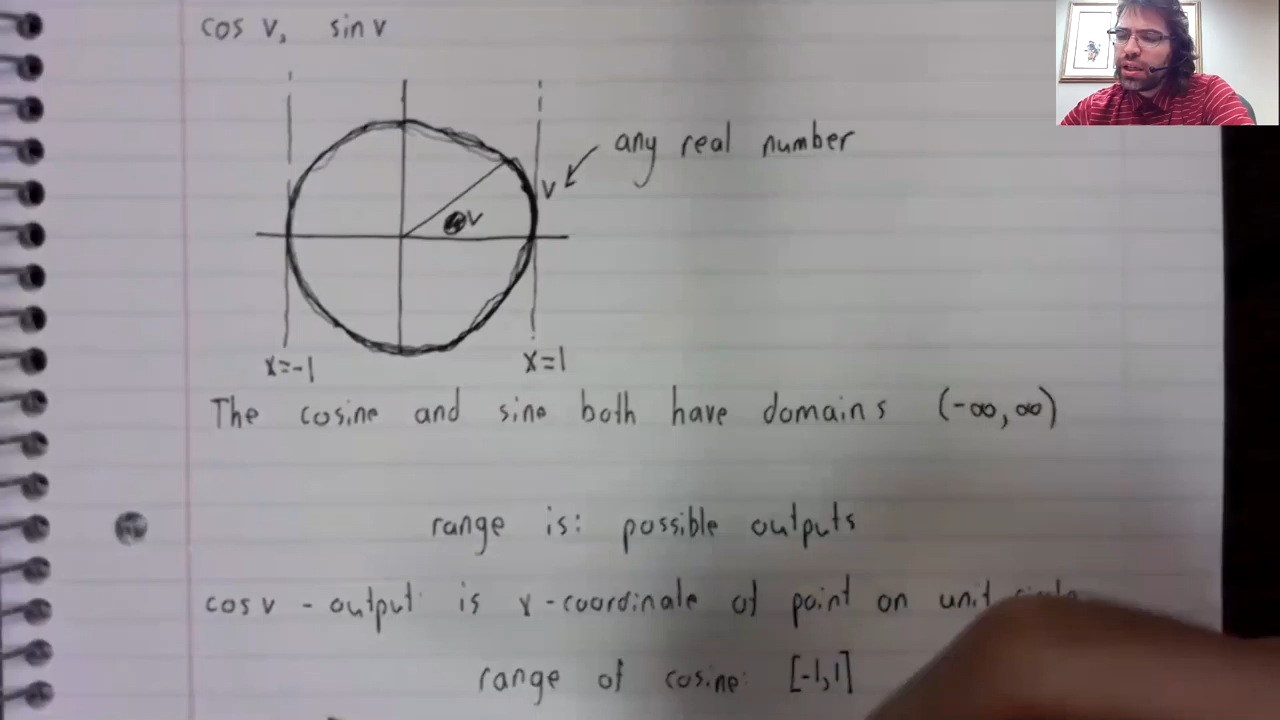 cos v, sin v
any real number
v
v
x=-1
x=1
The cosine and sine both have domains (-∞,∞)
range is: possible outputs
cos v - output is x-coordinate of point on unit
range of cosine: [-1,1]